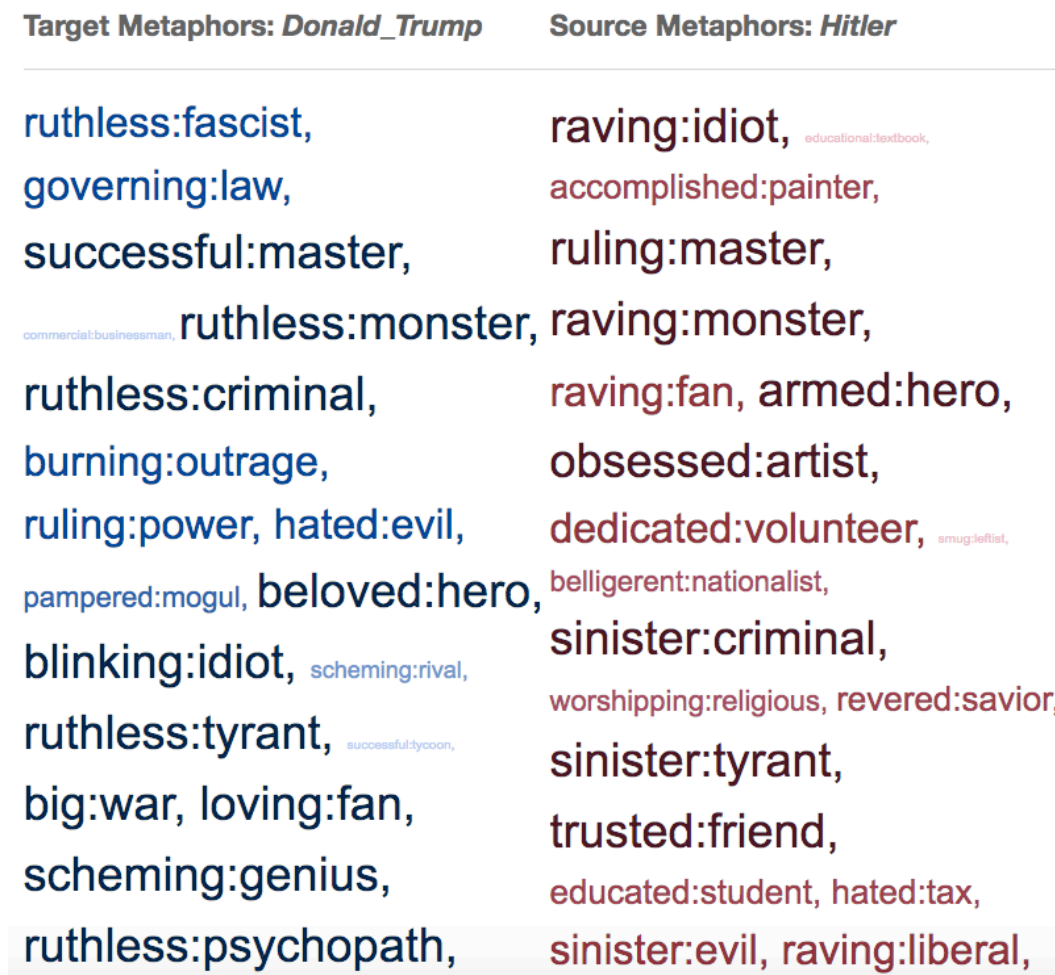 Target Metaphors: Donald_Trump
ruthless:fascist,
governing:law,
successful:master,
commercial:businessman, ruthless:monster,
ruthless:criminal,
burning:outrage,
ruling:power, hated:evil,
pampered:mogul, beloved:hero,
blinking:idiot, scheming:rival,
ruthless:tyrant, successful:tycoon,
big:war, loving:fan,
scheming:genius,
ruthless:psychopath,
Source Metaphors: Hitler
raving:idiot, educational:textbook,
accomplished:painter,
ruling:master,
raving:monster,
raving:fan, armed:hero,
obsessed:artist,
dedicated:volunteer, smug:leftist,
belligerent:nationalist,
sinister:criminal,
worshipping:religious, revered:savior,
sinister:tyrant,
trusted:friend,
educated:student, hated:tax,
sinister:evil, raving:liberal,